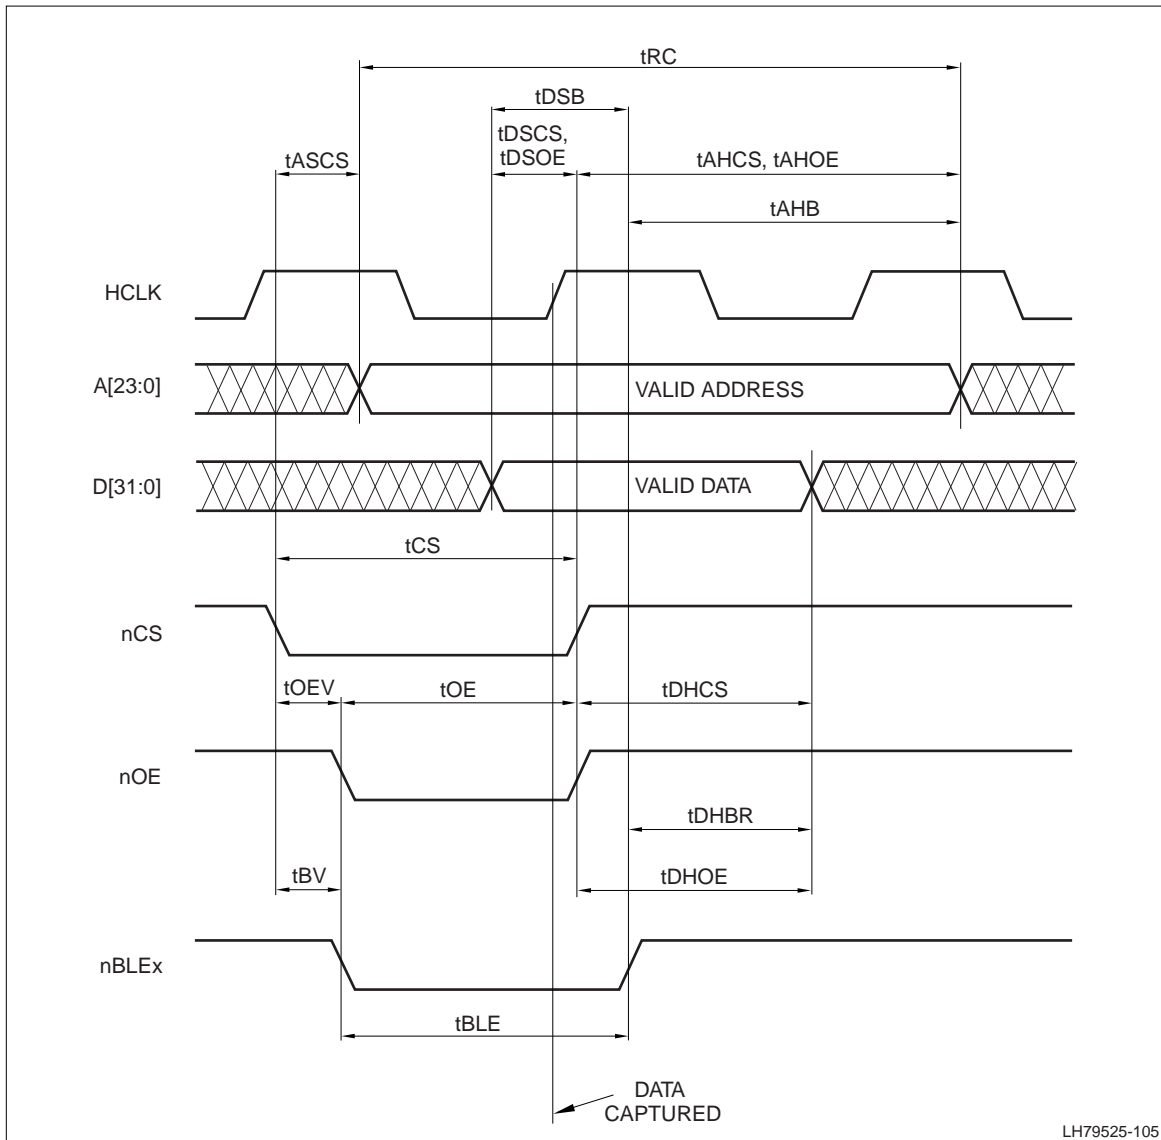 tRC
tDSB
tDSCS,
tDSOE
tASCS
tAHCS, tAHOE
tAHB
HCLK
A[23:0]
VALID ADDRESS
D[31:0]
VALID DATA
tCS
nCS
tOEV
tOE
tDHCS
nOE
tDHBR
tBV
tDHOE
nBLEx
tBLE
DATA
CAPTURED
LH79525-105